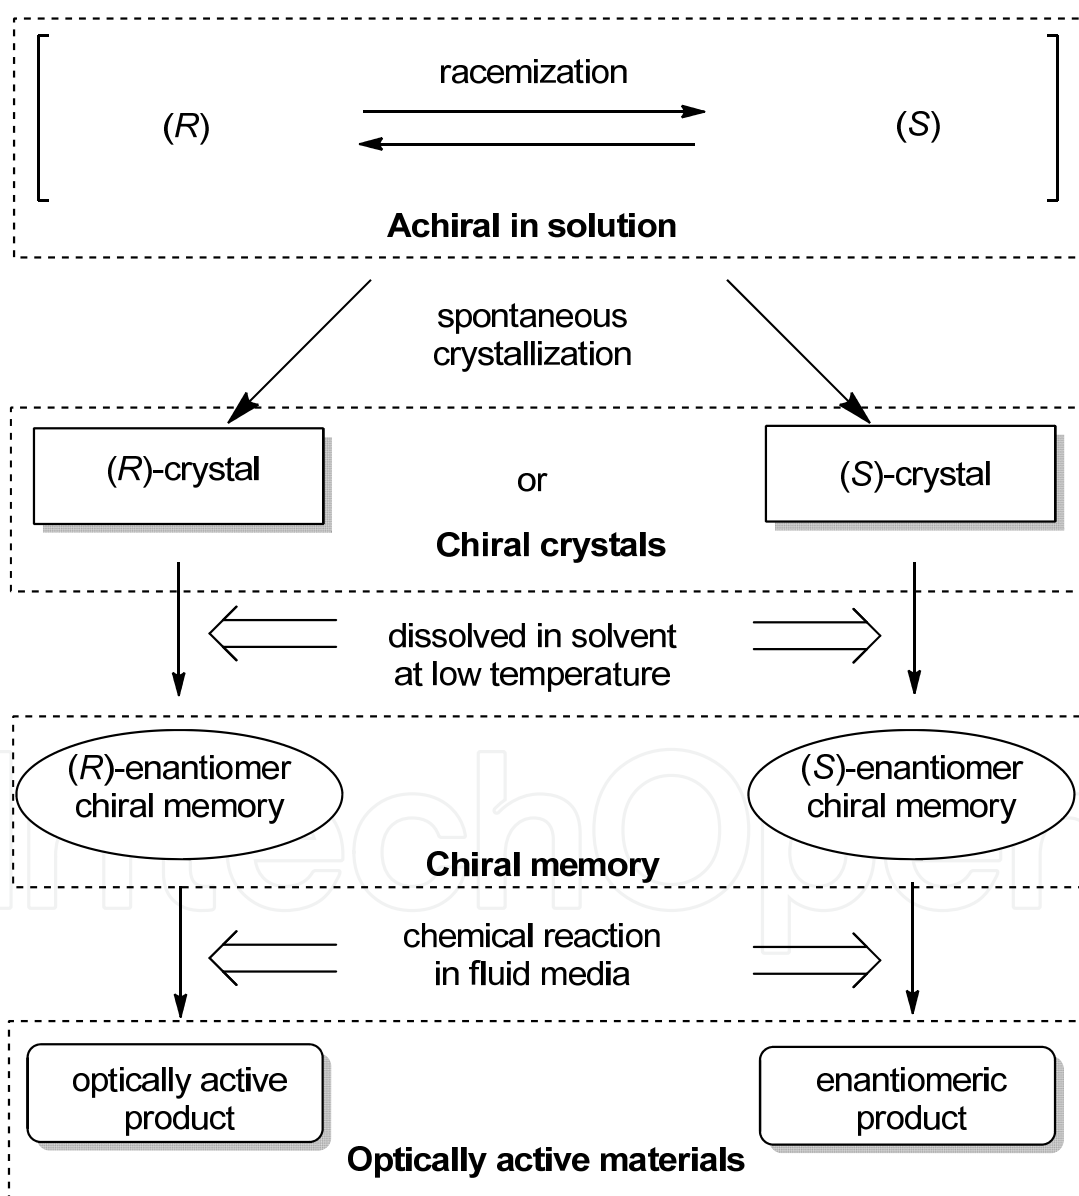 racemization
(R)
(S)
Achiral in solution
spontaneous
crystallization
(R)-crystal
or
(S)-crystal
Chiral crystals
dissolved in solvent
at low temperature
(R)-enantiomer
chiral memory
(S)-enantiomer
chiral memory
Chiral memory
chemical reaction
in fluid media
optically active
product
enantiomeric
product
Optically active materials
IntechOpen